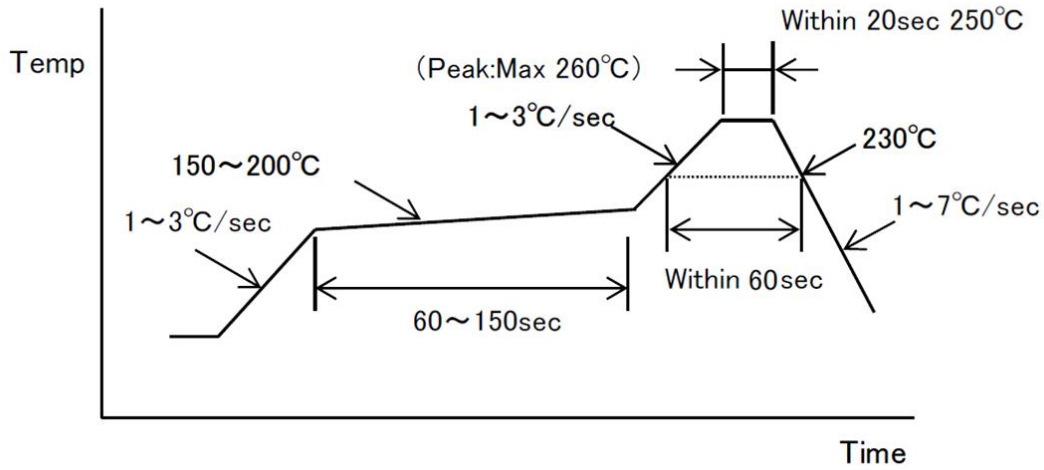 Within 20sec 250℃
Temp
(Peak:Max 260℃)
1～3℃/sec
230℃
150～200℃
1～3℃/sec
1～7℃/sec
Within 60sec
60～150sec
Time